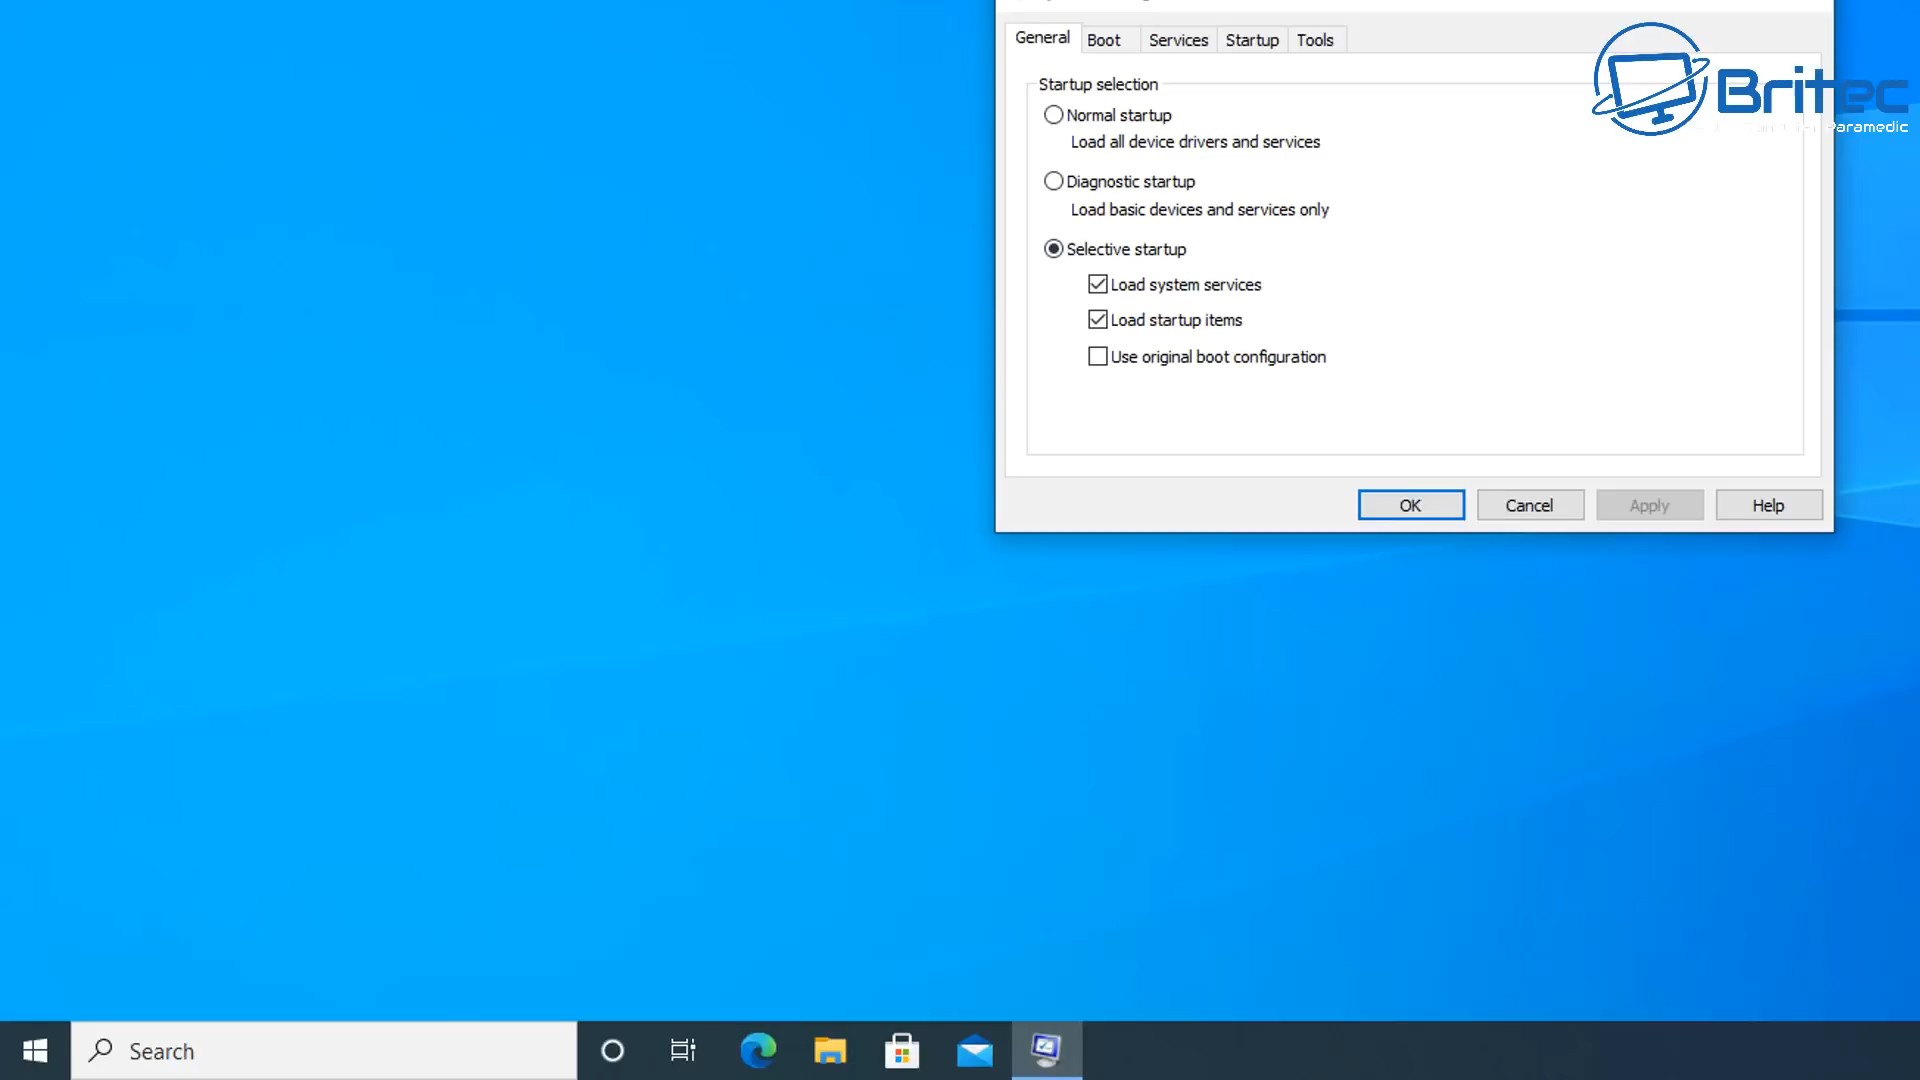 General Boot Services Startup Tools
Britec
Computer Paramedic
Startup selection
Normal startup
Load all device drivers and services
Diagnostic startup
Load basic devices and services only
Selective startup
Load system services
Load startup items
Use original boot configuration
OK Cancel Apply Help
Search